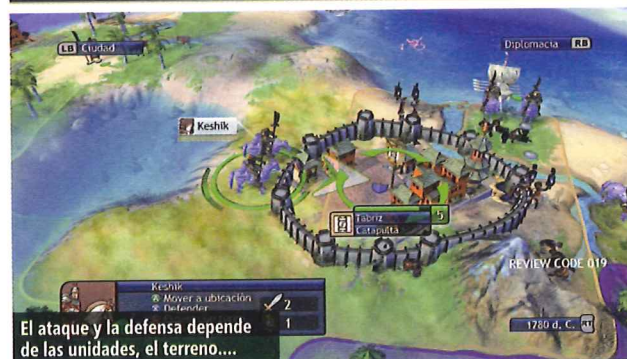 LB Ciudad
Diplomacia RB
Keshik
5
Tabriz
Catapulta
REVIEW CODE 019
Keshik
A Mover a ubicación
X Defender
2
1
1780 d. C. RT
El ataque y la defensa depende
de las unidades, el terreno....